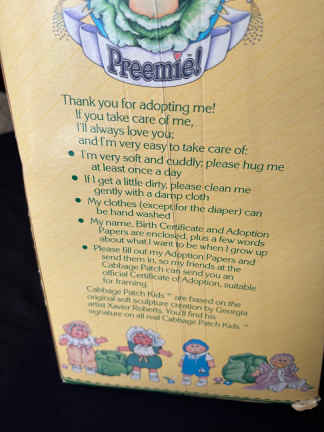 Preemie!™
Thank you for adopting me!
If you take care of me,
I'll always love you;
and I'm very easy to take care of:
• I'm very soft and cuddly; please hug me
at least once a day
• If I get a little dirty, please clean me
gently with a damp cloth
• My clothes (except for the diaper) can
be hand washed
• My name, Birth Certificate and Adoption
Papers are enclosed, plus a few words
about what I want to be when I grow up
• Please fill out my Adoption Papers and
send them in, so my friends at the
Cabbage Patch can send you an
official Certificate of Adoption, suitable
for framing.
Cabbage Patch Kids™ are based on the
original soft sculpture creation by Georgia
artist Xavier Roberts. You'll find his
signature on all real Cabbage Patch Kids.™